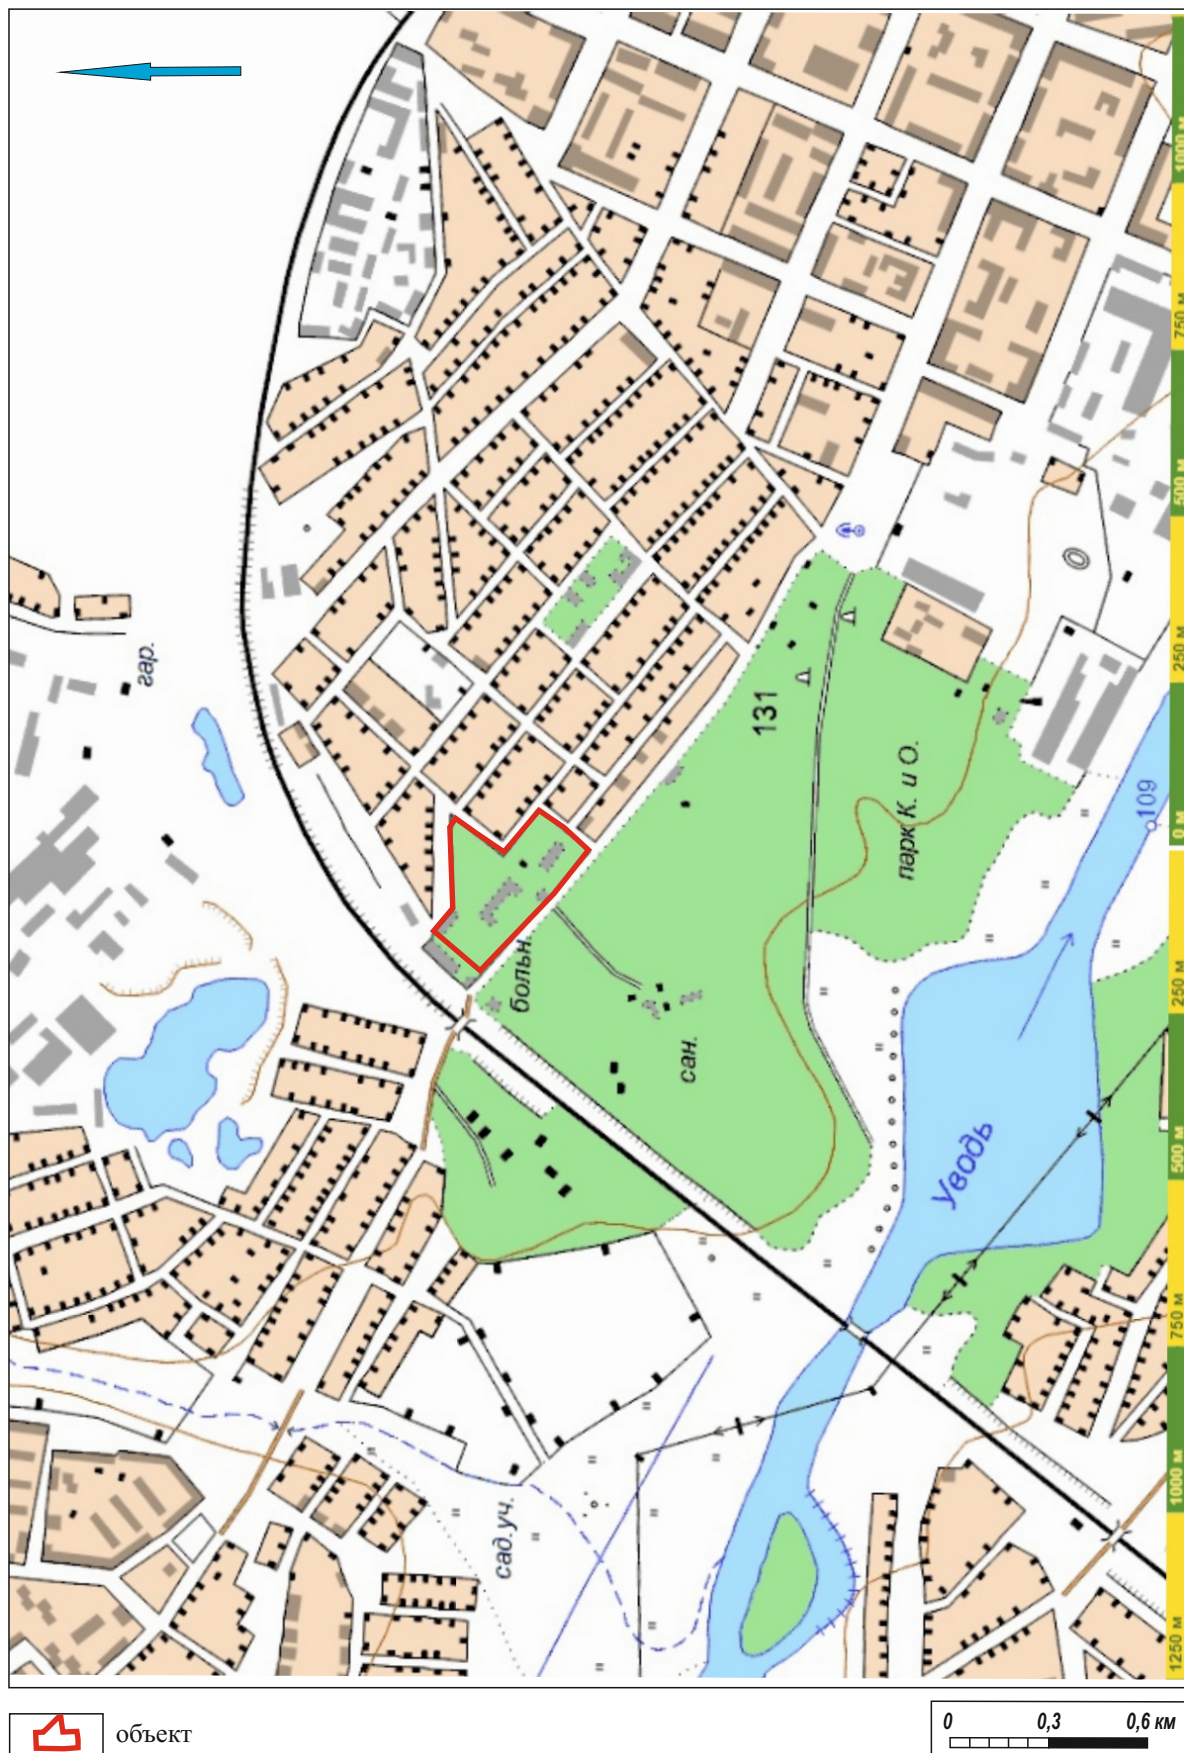 гар.
131
парк К. и О.
109
больн.
сан.
Уводь
сад.уч.
1000 м
750 м
500 м
250 м
0 м
250 м
500 м
750 м
1000 м
1250 м
объект
0 0,3 0,6 км